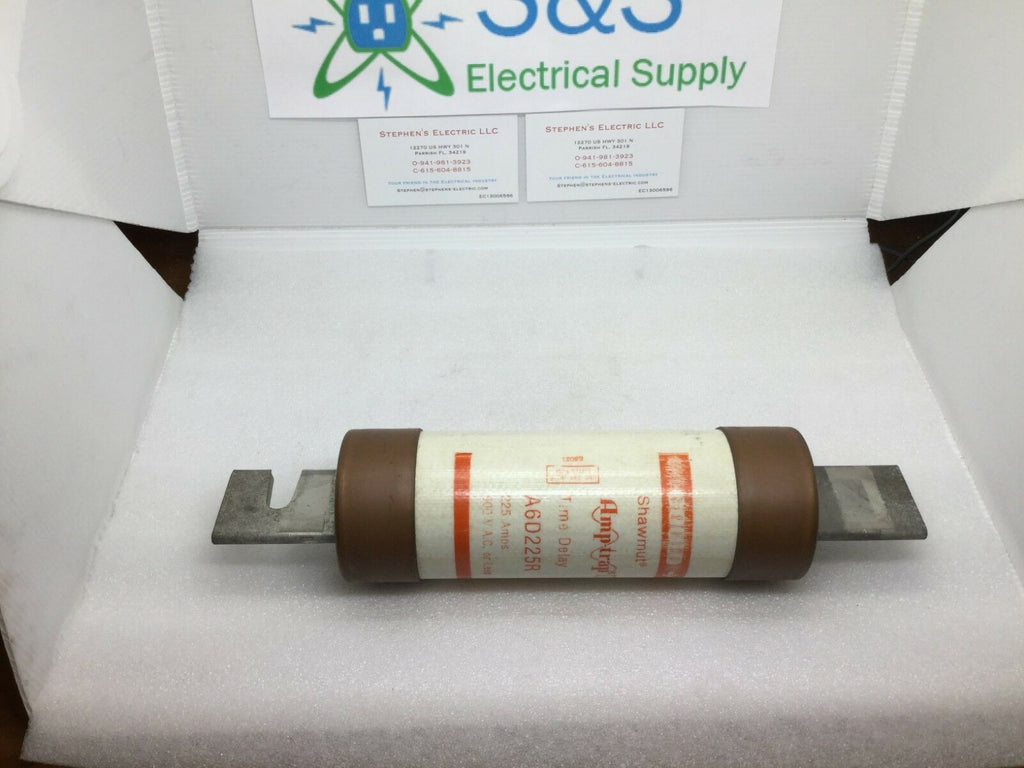 S&S
Electrical Supply
STEPHEN'S ELECTRIC LLC
12270 US HWY 301 N
PARRISH FL. 34219
O-941-981-3923
C-615-604-8815
YOUR FRIEND IN THE ELECTRICAL INDUSTRY
STEPHEN@STEPHENS-ELECTRIC.COM
EC13006596
STEPHEN'S ELECTRIC LLC
12270 US HWY 301 N
PARRISH FL. 34219
O-941-981-3923
C-615-604-8815
YOUR FRIEND IN THE ELECTRICAL INDUSTRY
STEPHEN@STEPHENS-ELECTRIC.COM
EC13006596
Shawmut®
Amp-trap
Time Delay
A6D225R
225 Amps
V.A.C. or Less